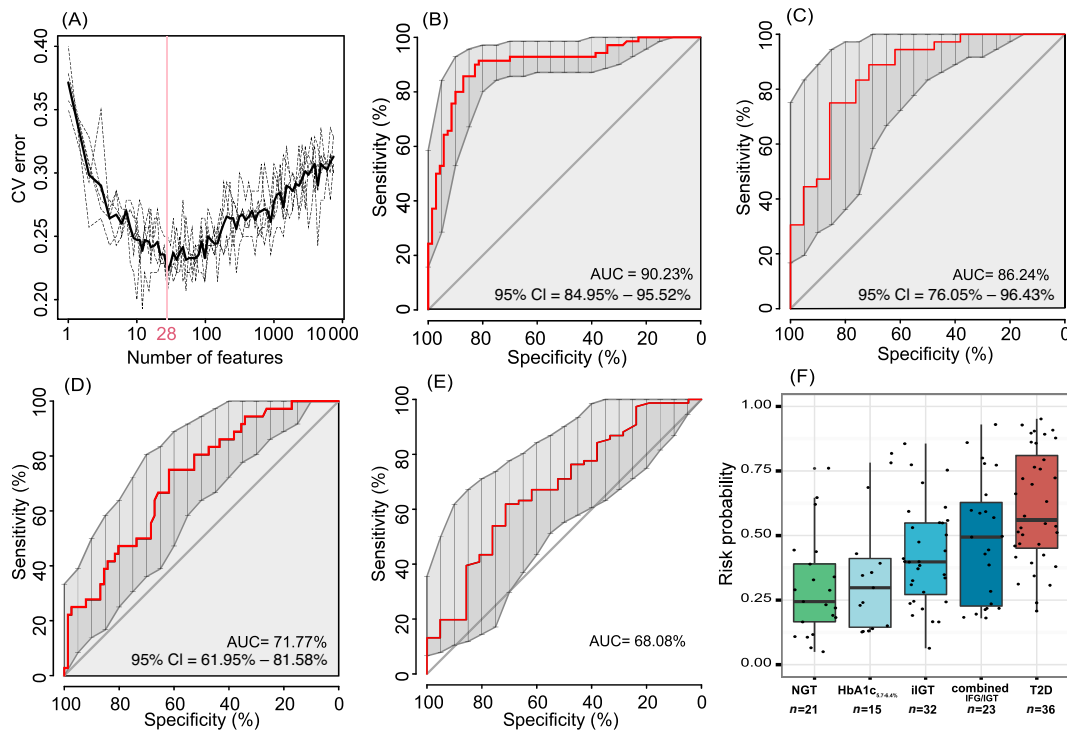 (A)
0.40
0.35
0.30
0.25
0.20
CV error
1
10
28
100
1000
10 000
Number of features
(B)
100
80
60
40
20
0
Sensitivity (%)
AUC = 90.23%
95% CI = 84.95% – 95.52%
100
80
60
40
20
0
Specificity (%)
(C)
100
80
60
40
20
0
Sensitivity (%)
AUC= 86.24%
95% CI = 76.05% – 96.43%
100
80
60
40
20
0
Specificity (%)
(D)
100
80
60
40
20
0
Sensitivity (%)
AUC= 71.77%
95% CI = 61.95% – 81.58%
100
80
60
40
20
0
Specificity (%)
(E)
100
80
60
40
20
0
Sensitivity (%)
AUC= 68.08%
100
80
60
40
20
0
Specificity (%)
(F)
1.00
0.75
0.50
0.25
0.00
Risk probability
NGT
n=21
HbA1c5.7-6.4%
n=15
iIGT
n=32
combined
IFG/IGT
n=23
T2D
n=36